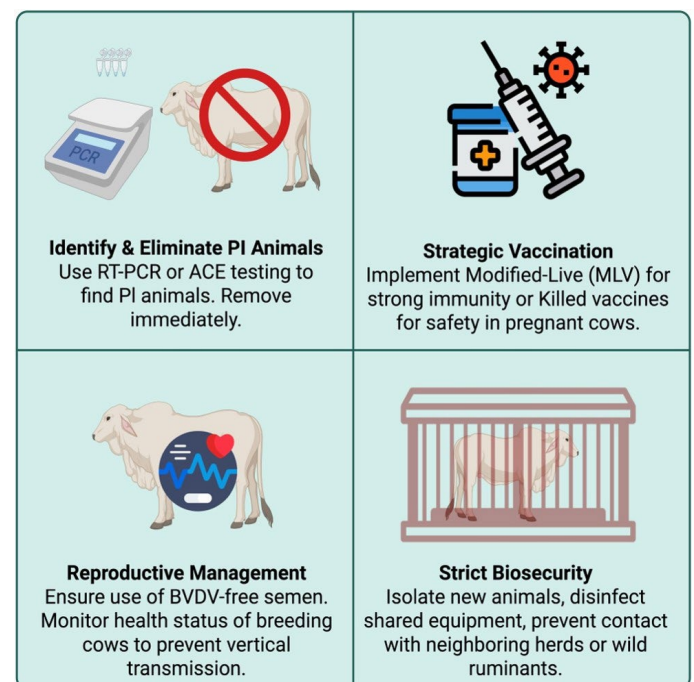 PCR
Identify & Eliminate PI Animals
Use RT-PCR or ACE testing to
find PI animals. Remove
immediately.
Strategic Vaccination
Implement Modified-Live (MLV) for
strong immunity or Killed vaccines
for safety in pregnant cows.
Reproductive Management
Ensure use of BVDV-free semen.
Monitor health status of breeding
cows to prevent vertical
transmission.
Strict Biosecurity
Isolate new animals, disinfect
shared equipment, prevent contact
with neighboring herds or wild
ruminants.